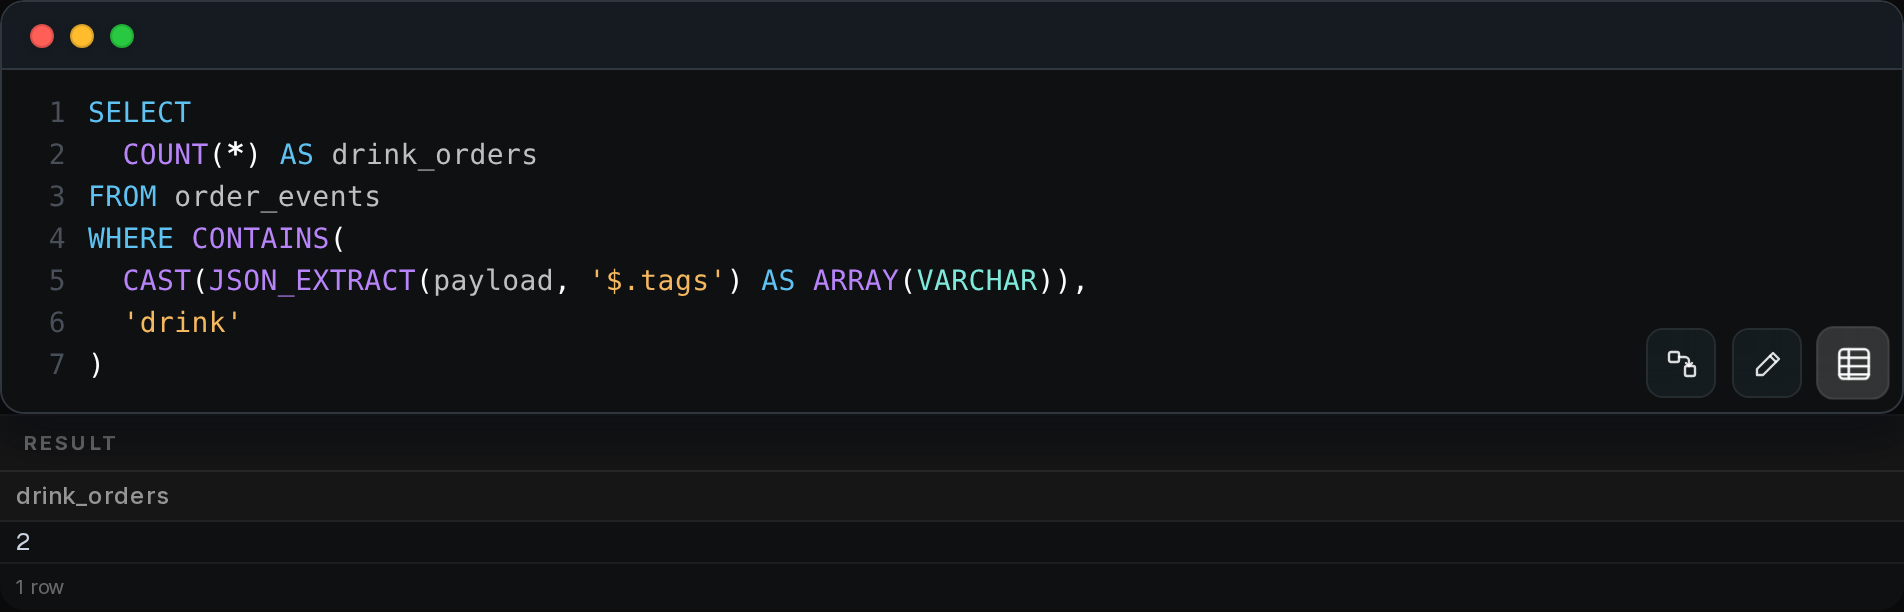 1 SELECT
2   COUNT(*) AS drink_orders
3 FROM order_events
4 WHERE CONTAINS(
5   CAST(JSON_EXTRACT(payload, '$.tags') AS ARRAY(VARCHAR)),
6   'drink'
7 )
RESULT
drink_orders
2
1 row